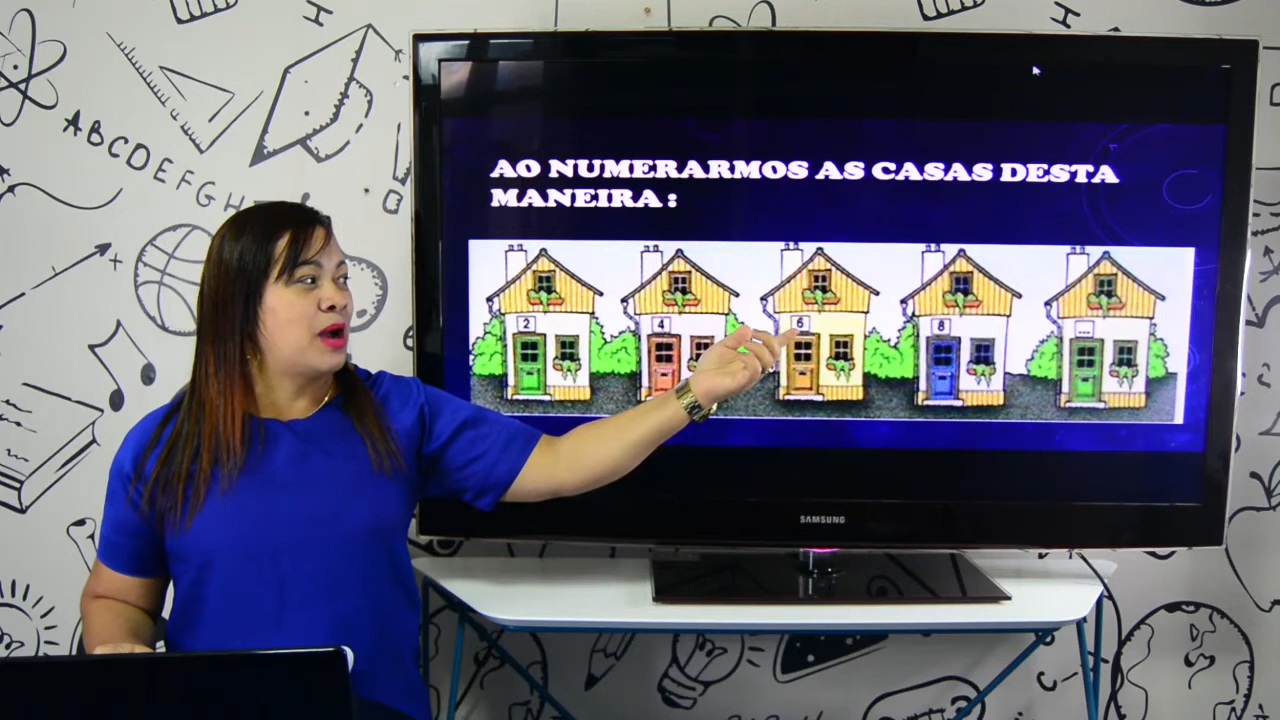 H
H
ABCDEFGH
AO NUMERARMOS AS CASAS DESTA
MANEIRA :
2 4 6 8 ...
SAMSUNG